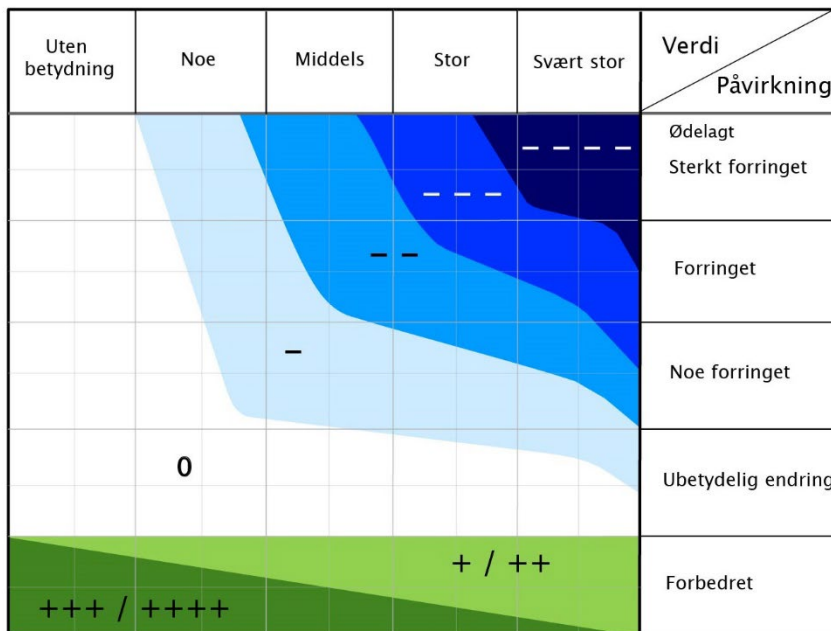 Uten
betydning
Noe
Middels
Stor
Svært stor
Verdi
Påvirkning
Ødelagt
– – – –
Sterkt forringet
– – –
– –
Forringet
–
Noe forringet
0
Ubetydelig endring
+ / ++
Forbedret
+++ / ++++